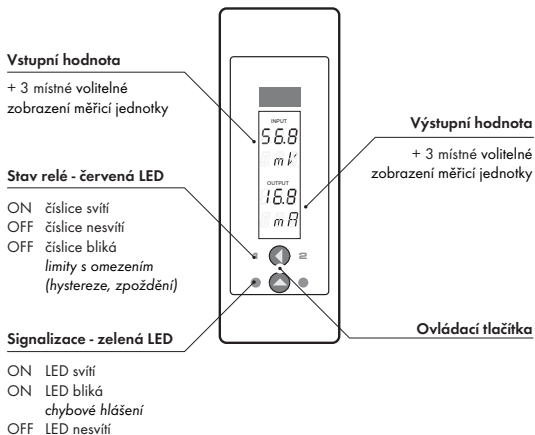 Vstupní hodnota
+ 3 místné volitelné
zobrazení měřicí jednotky
Stav relé - červená LED
ON číslice svítí
OFF číslice nesvítí
OFF číslice bliká
limity s omezením
(hystereze, zpoždění)
Signalizace - zelená LED
ON LED svítí
ON LED bliká
chybové hlášení
OFF LED nesvítí
INPUT
56.8
mV
OUTPUT
16.8
mA
1 2
Výstupní hodnota
+ 3 místné volitelné
zobrazení měřicí jednotky
Ovládací tlačítka